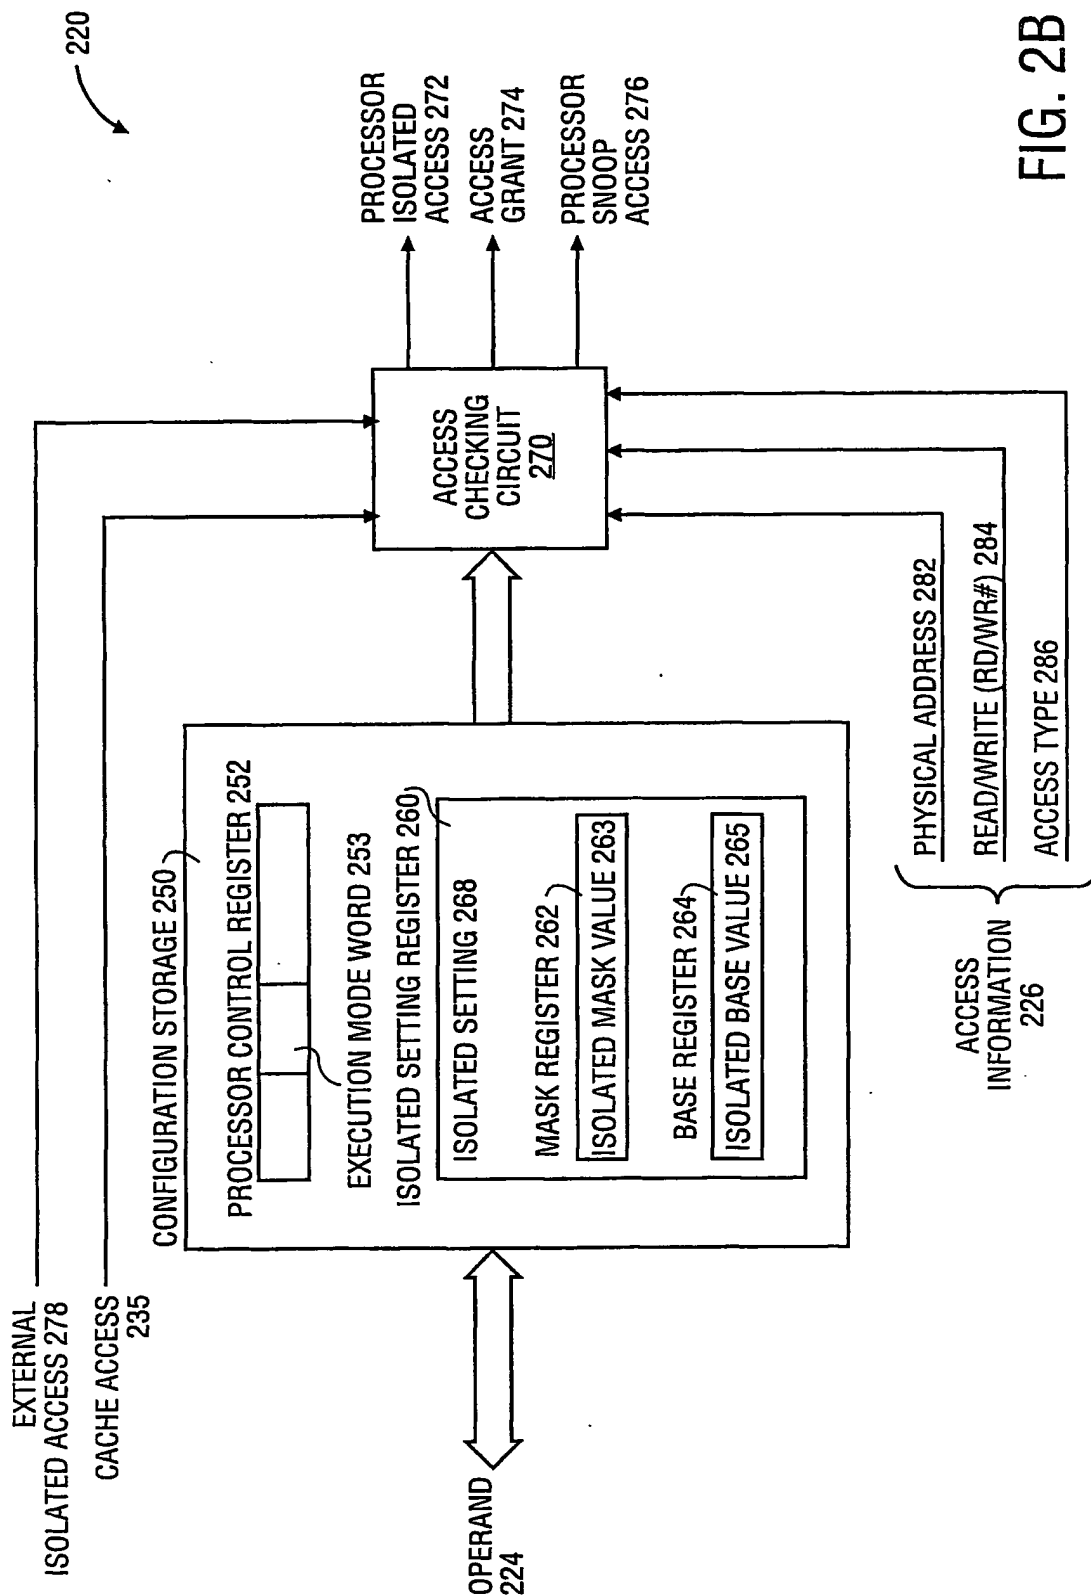 220
EXTERNAL
ISOLATED ACCESS 278
CACHE ACCESS
235
CONFIGURATION STORAGE 250
PROCESSOR CONTROL REGISTER 252
EXECUTION MODE WORD 253
ISOLATED SETTING REGISTER 260
ISOLATED SETTING 268
MASK REGISTER 262
ISOLATED MASK VALUE 263
BASE REGISTER 264
ISOLATED BASE VALUE 265
OPERAND
224
ACCESS
CHECKING
CIRCUIT
270
PROCESSOR
ISOLATED
ACCESS 272
ACCESS
GRANT 274
PROCESSOR
SNOOP
ACCESS 276
ACCESS
INFORMATION
226
PHYSICAL ADDRESS 282
READ/WRITE (RD/WR#) 284
ACCESS TYPE 286
FIG. 2B